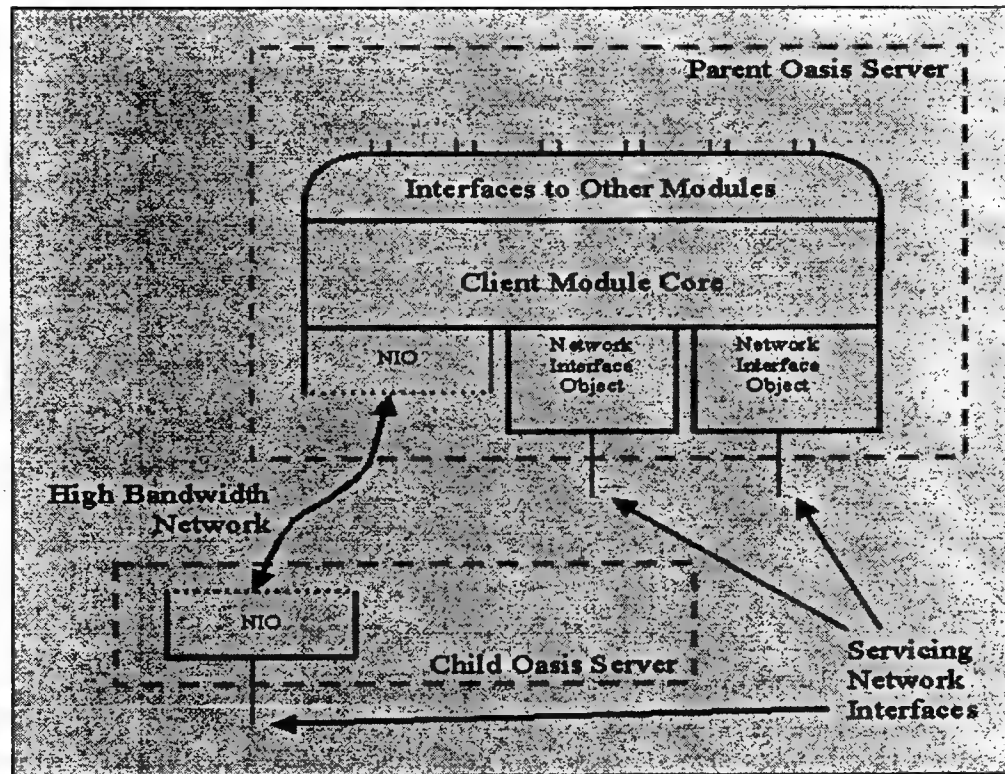 Parent Oasis Server
Interfaces to Other Modules
Client Module Core
NIO
Network
Interface
Object
Network
Interface
Object
High Bandwidth
Network
NIO
Child Oasis Server
Servicing
Network
Interfaces